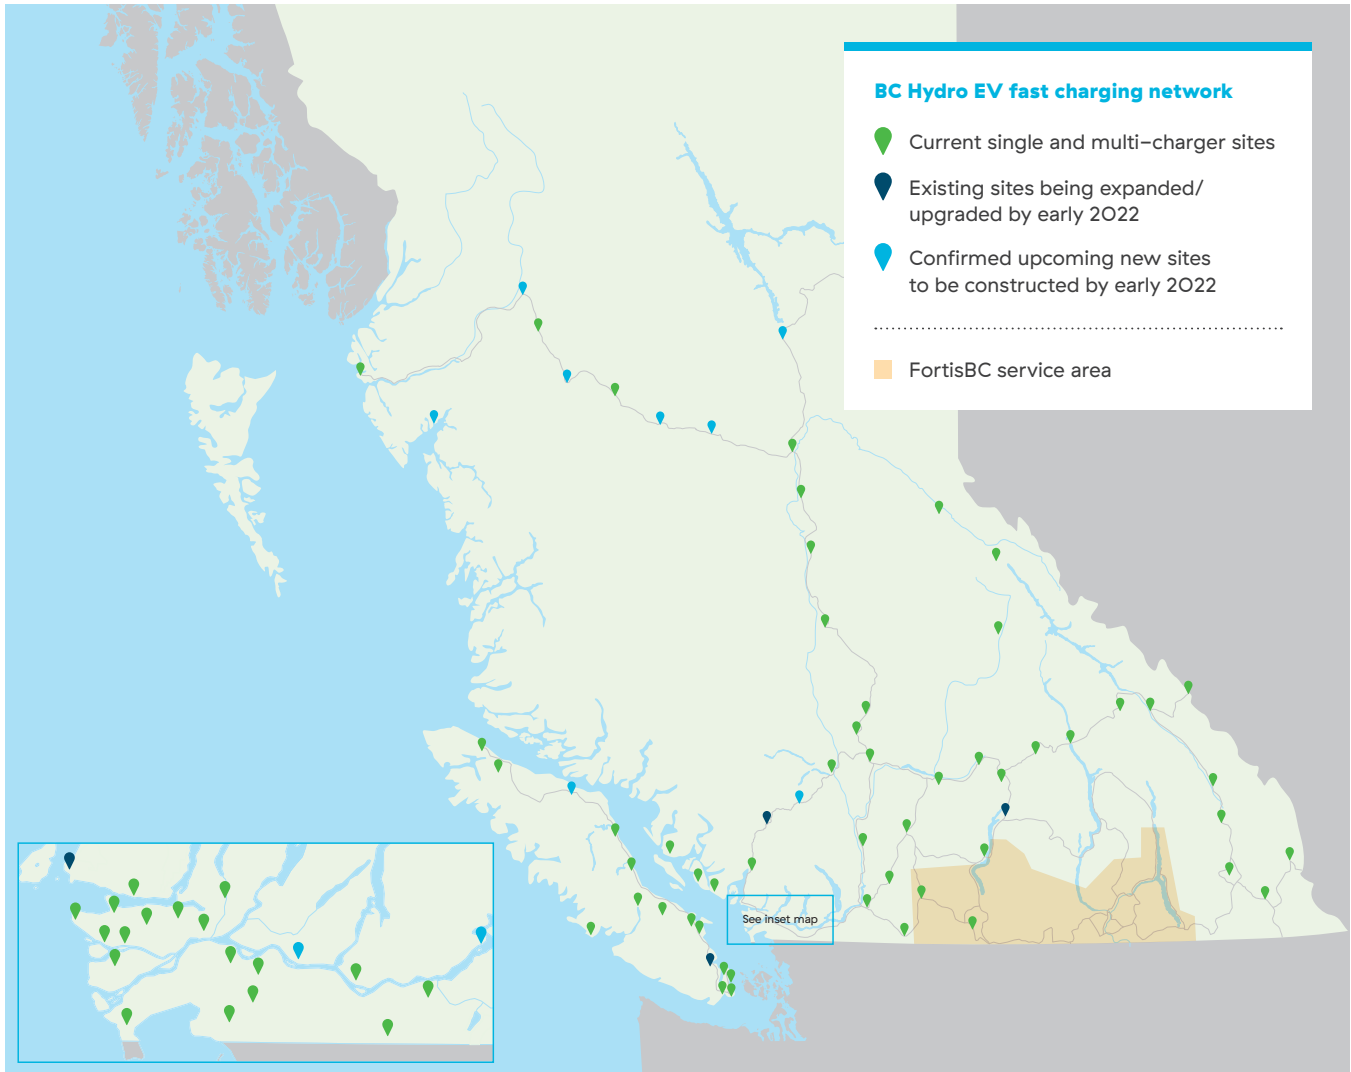 BC Hydro EV fast charging network
Current single and multi-charger sites
Existing sites being expanded/
upgraded by early 2022
Confirmed upcoming new sites
to be constructed by early 2022
FortisBC service area
See inset map